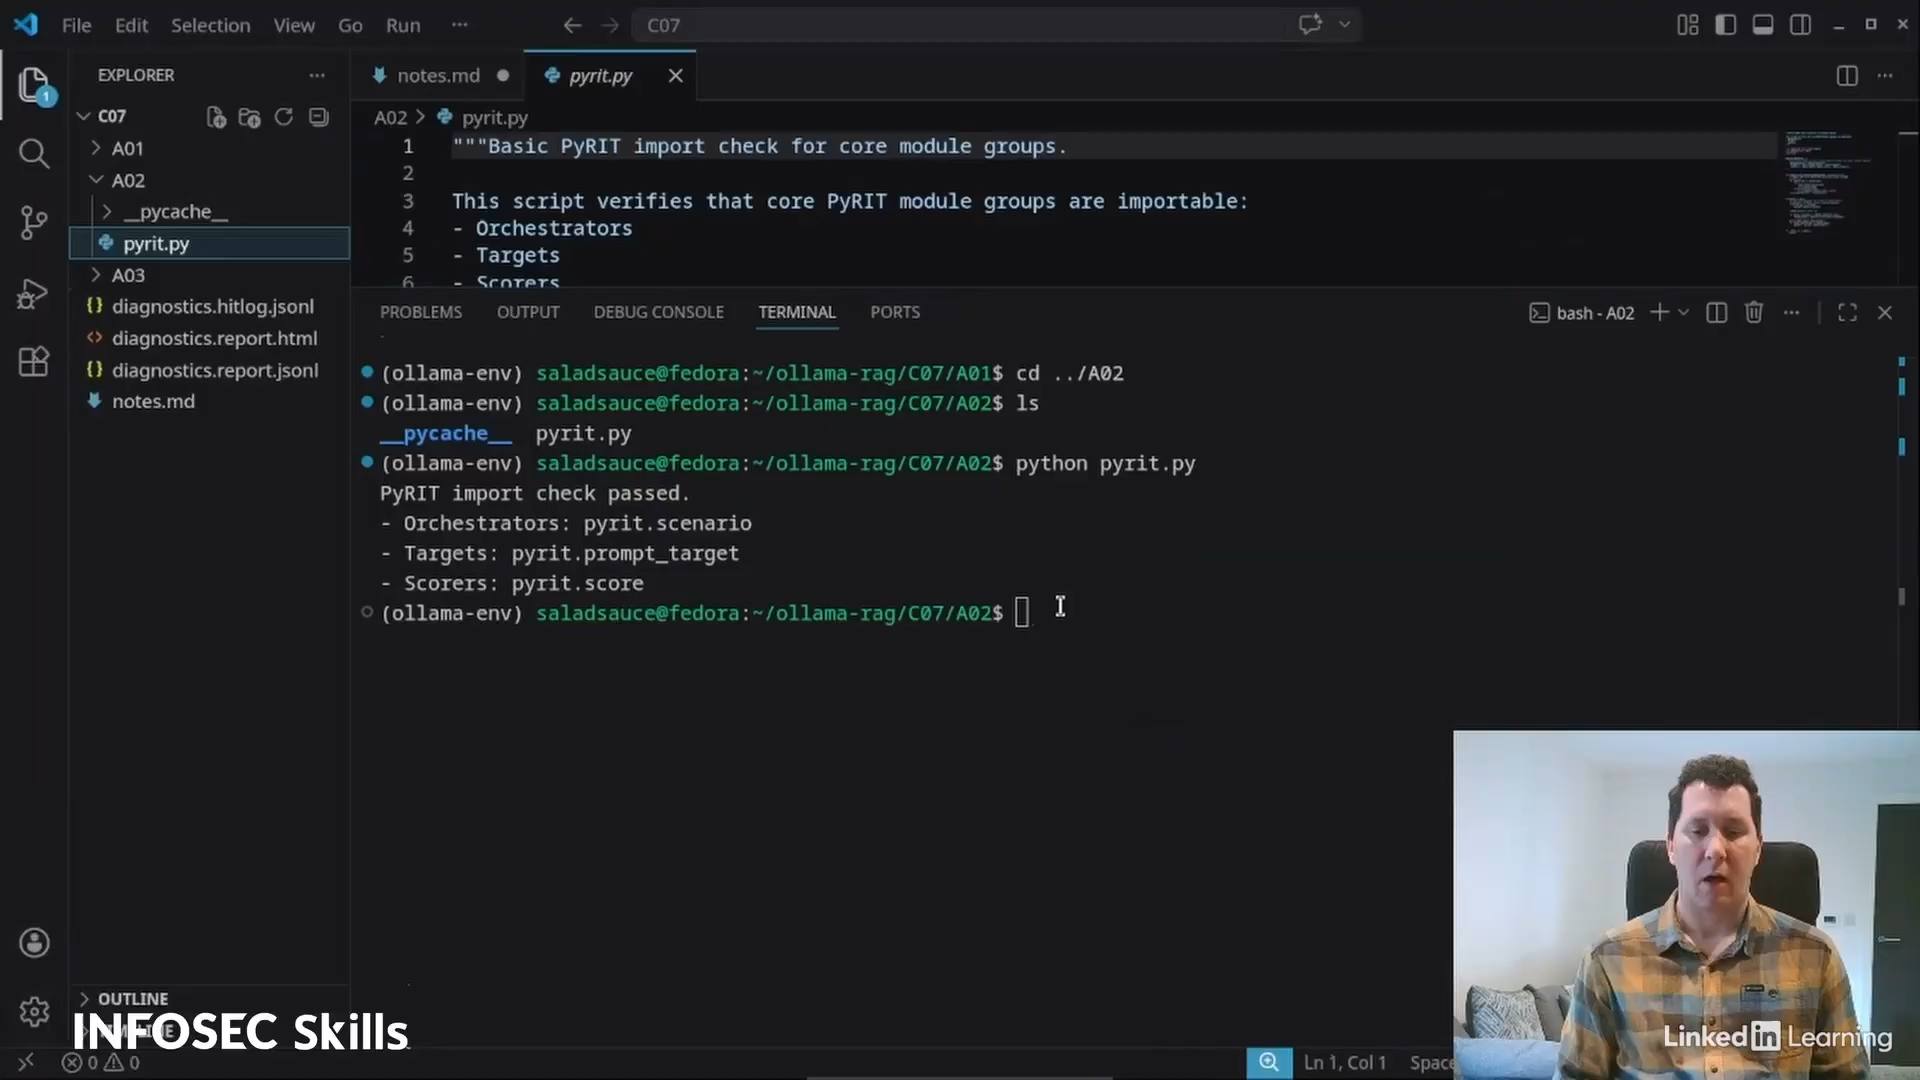 File Edit Selection View Go Run ··· C07
EXPLORER ···
C07
A01
A02
__pycache__
pyrit.py
A03
diagnostics.hitlog.jsonl
diagnostics.report.html
diagnostics.report.jsonl
notes.md
OUTLINE
1
notes.md pyrit.py
A02 > pyrit.py
1 """Basic PyRIT import check for core module groups.
2
3 This script verifies that core PyRIT module groups are importable:
4 - Orchestrators
5 - Targets
6 - Scorers
PROBLEMS OUTPUT DEBUG CONSOLE TERMINAL PORTS
bash - A02
(ollama-env) saladsauce@fedora:~/ollama-rag/C07/A01$ cd ../A02
(ollama-env) saladsauce@fedora:~/ollama-rag/C07/A02$ ls
__pycache__ pyrit.py
(ollama-env) saladsauce@fedora:~/ollama-rag/C07/A02$ python pyrit.py
PyRIT import check passed.
- Orchestrators: pyrit.scenario
- Targets: pyrit.prompt_target
- Scorers: pyrit.score
(ollama-env) saladsauce@fedora:~/ollama-rag/C07/A02$
INFOSEC Skills
LinkedIn Learning
0 0
Ln 1, Col 1 Space